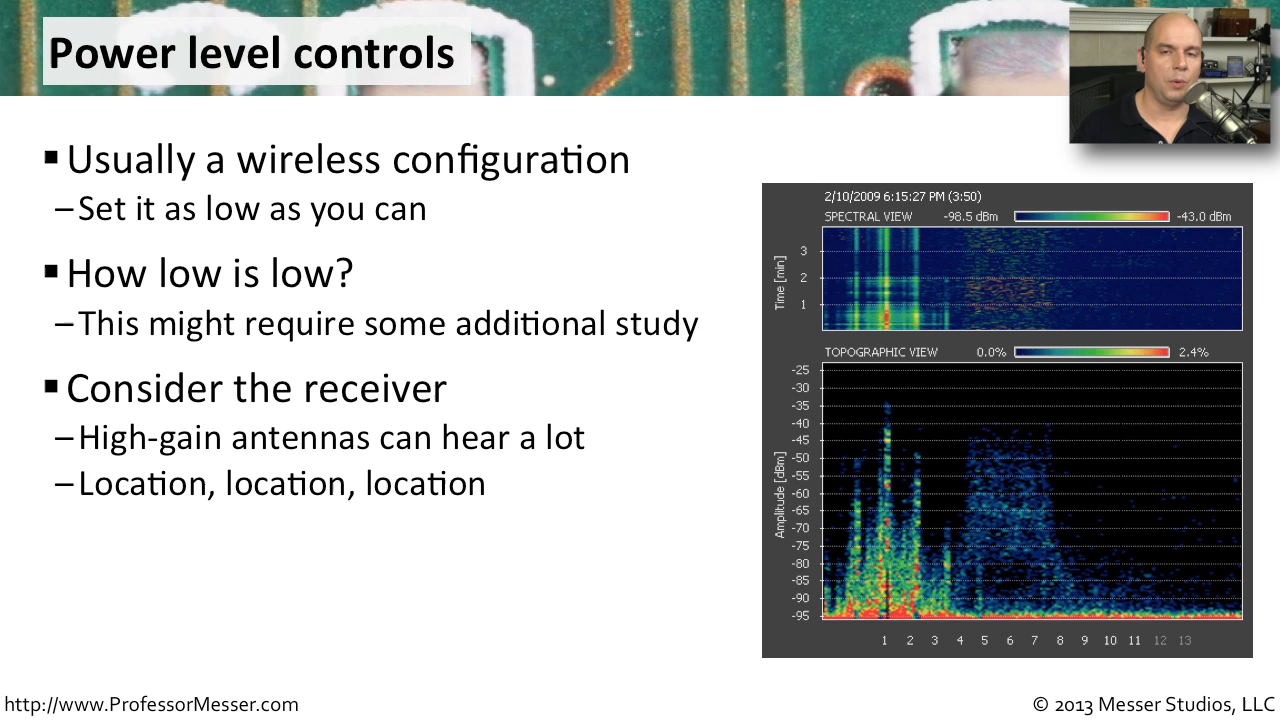 Power level controls
▪ Usually a wireless configuration
– Set it as low as you can
▪ How low is low?
– This might require some additional study
▪ Consider the receiver
– High-gain antennas can hear a lot
– Location, location, location
2/10/2009 6:15:27 PM (3:50)
SPECTRAL VIEW -98.5 dBm -43.0 dBm
Time [min]
3
2
1
TOPOGRAPHIC VIEW 0.0% 2.4%
Amplitude [dBm]
-25
-30
-35
-40
-45
-50
-55
-60
-65
-70
-75
-80
-85
-90
-95
1 2 3 4 5 6 7 8 9 10 11 12 13
http://www.ProfessorMesser.com
© 2013 Messer Studios, LLC